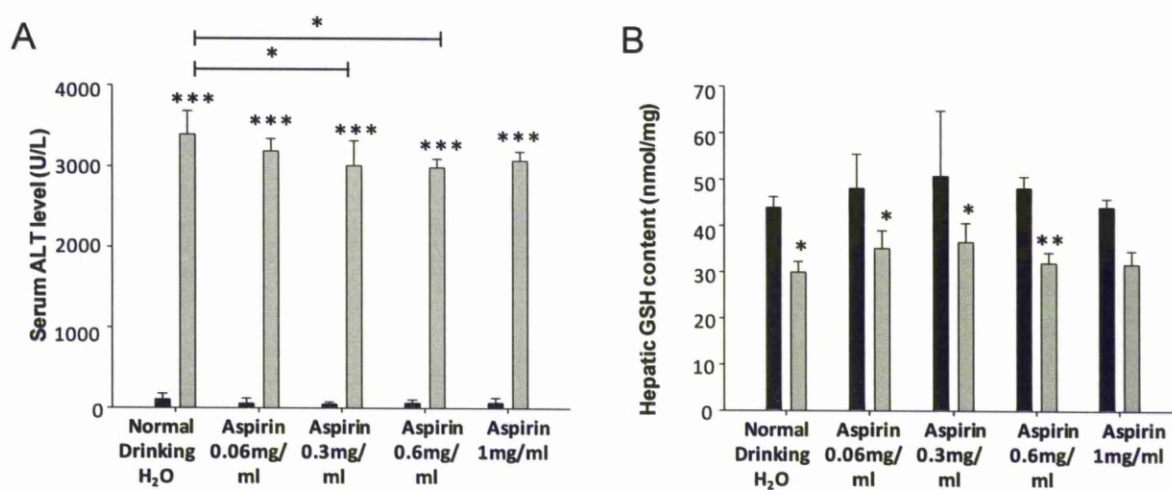 A
*
*
Serum ALT level (U/L)
4000
3000
2000
1000
0
***
***
***
***
***
Normal Drinking H₂O
Aspirin 0.06mg/ml
Aspirin 0.3mg/ml
Aspirin 0.6mg/ml
Aspirin 1mg/ml
B
Hepatic GSH content (nmol/mg)
70
60
50
40
30
20
10
0
*
*
*
**
Normal Drinking H₂O
Aspirin 0.06mg/ml
Aspirin 0.3mg/ml
Aspirin 0.6mg/ml
Aspirin 1mg/ml